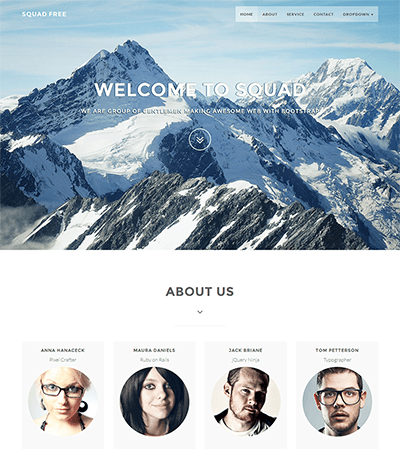 SQUAD FREE
HOME ABOUT SERVICE CONTACT DROPDOWN
WELCOME TO SQUAD
WE ARE GROUP OF GENTLEMEN MAKING AWESOME WEB WITH BOOTSTRAP
ABOUT US
ANNA HANACECK
Pixel Crafter
MAURA DANIELS
Ruby on Rails
JACK BRIANE
jQuery Ninja
TOM PETTERSON
Typographer